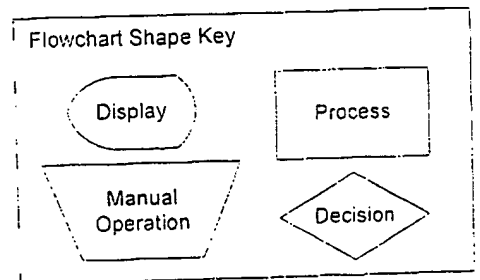 Flowchart Shape Key
Display
Process
Manual
Operation
Decision